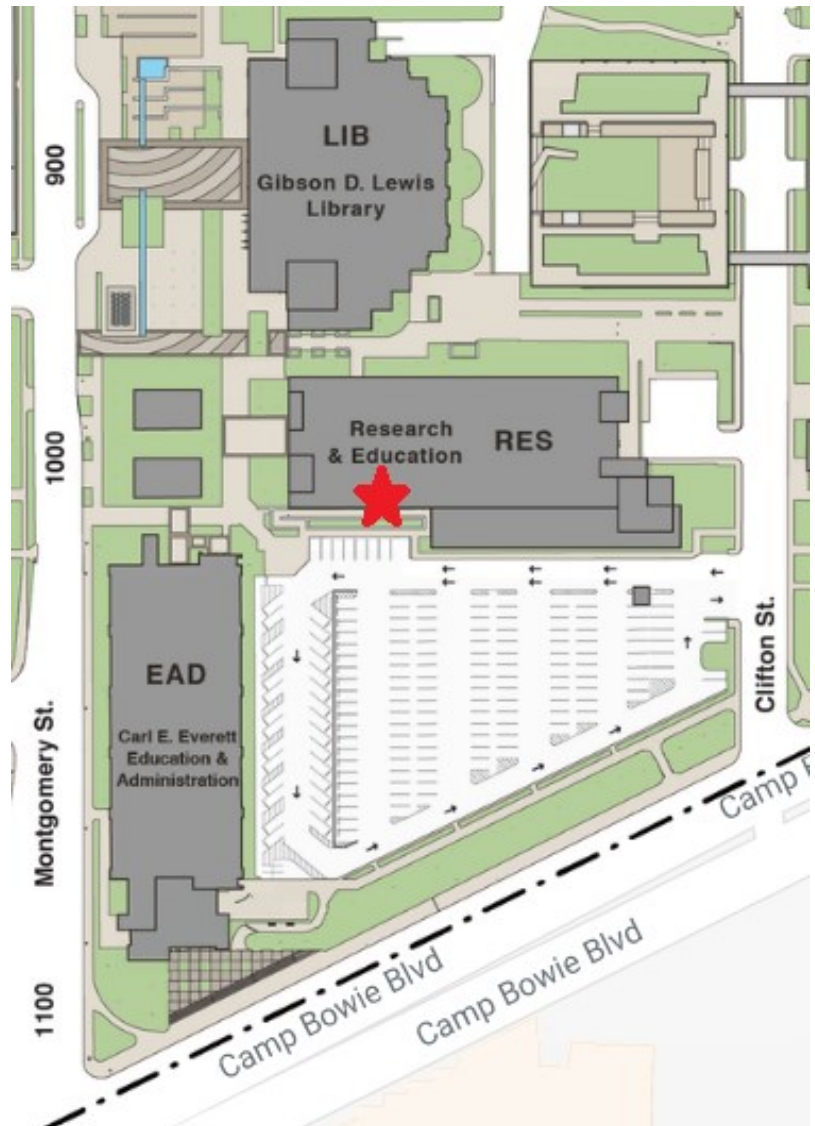 LIB
Gibson D. Lewis
Library
900
Research
& Education
RES
1000
EAD
Carl E. Everett
Education &
Administration
Montgomery St.
Clifton St.
Camp
Camp Bowie Blvd
Camp Bowie Blvd
1100